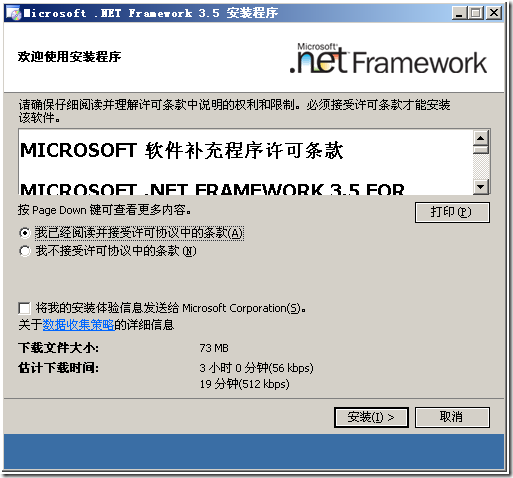 Microsoft .NET Framework 3.5 安装程序
欢迎使用安装程序
Microsoft
.net Framework
请确保仔细阅读并理解许可条款中说明的权利和限制。必须接受许可条款才能安装
该软件。
MICROSOFT 软件补充程序许可条款
MICROSOFT .NET FRAMEWORK 3.5 FOR
按 Page Down 键可查看更多内容。
打印(P)
我已经阅读并接受许可协议中的条款(A)
我不接受许可协议中的条款(N)
将我的安装体验信息发送给 Microsoft Corporation(S)。
关于数据收集策略的详细信息
下载文件大小: 73 MB
估计下载时间: 3 小时 0 分钟(56 kbps)
19 分钟(512 kbps)
安装(I) > 取消